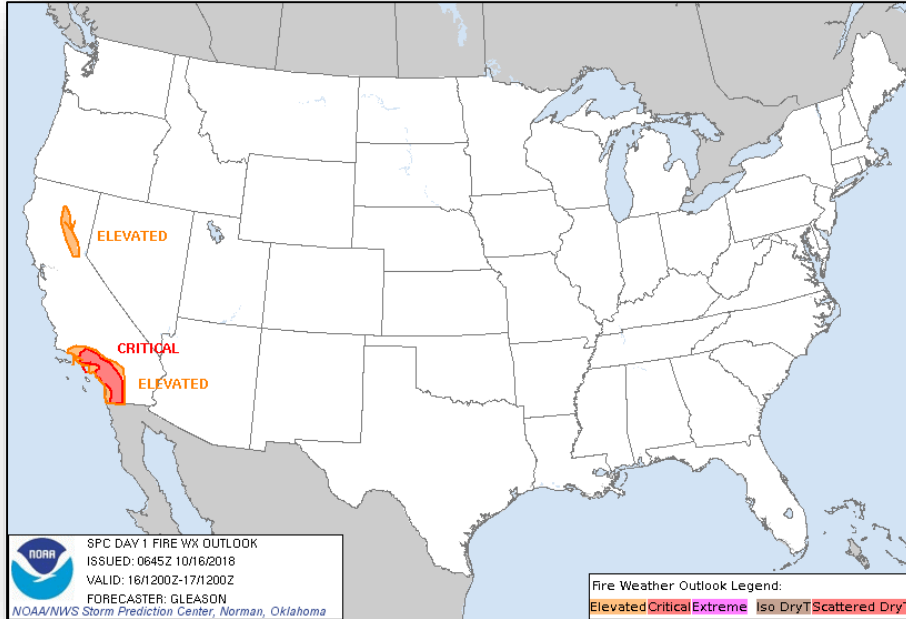 ELEVATED
CRITICAL
ELEVATED
NOAA
SPC DAY 1 FIRE WX OUTLOOK
ISSUED: 0645Z 10/16/2018
VALID: 16/1200Z-17/1200Z
FORECASTER: GLEASON
NOAA/NWS Storm Prediction Center, Norman, Oklahoma
Fire Weather Outlook Legend:
Elevated Critical Extreme Iso DryT Scattered DryT